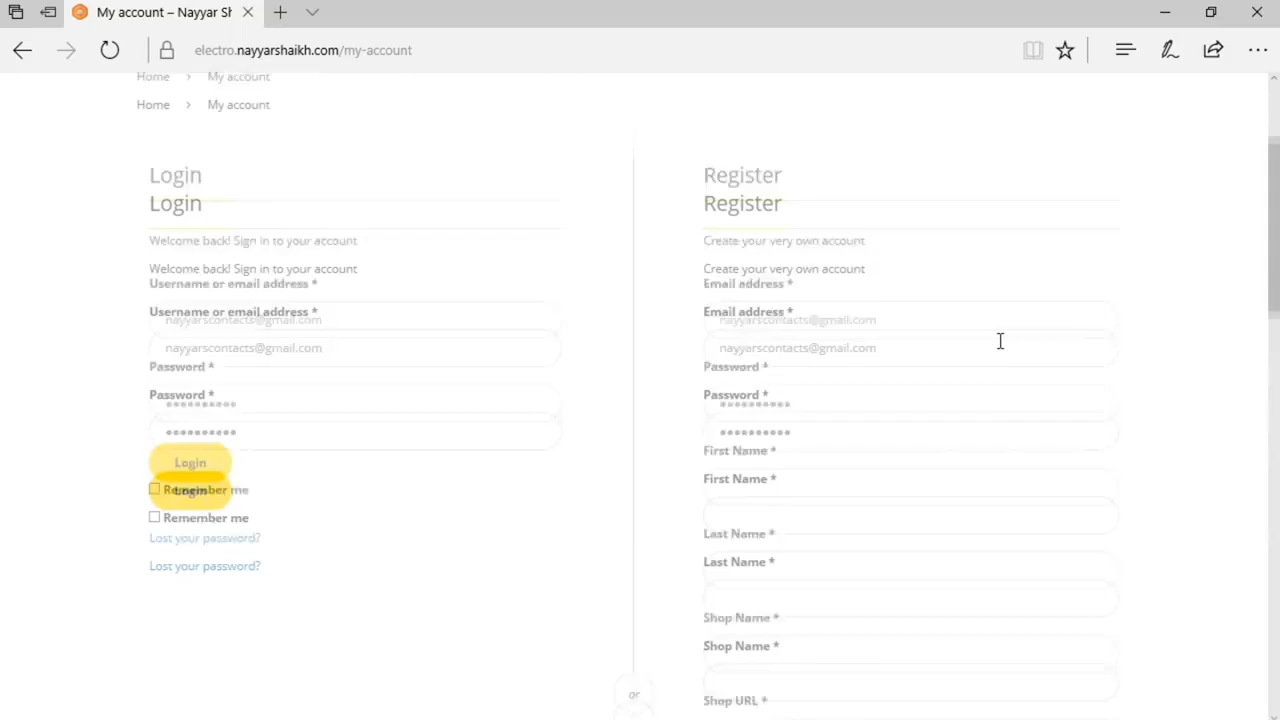 My account – Nayyar Sh
electro.nayyarshaikh.com/my-account
Home > My account
Home > My account
Login
Login
Welcome back! Sign in to your account
Welcome back! Sign in to your account
Username or email address *
Username or email address *
nayyarscontacts@gmail.com
nayyarscontacts@gmail.com
Password *
Password *
Login
Login
Remember me
Remember me
Lost your password?
Lost your password?
Register
Register
Create your very own account
Create your very own account
Email address *
Email address *
nayyarscontacts@gmail.com
nayyarscontacts@gmail.com
Password *
Password *
First Name *
First Name *
Last Name *
Last Name *
Shop Name *
Shop Name *
Shop URL *
or